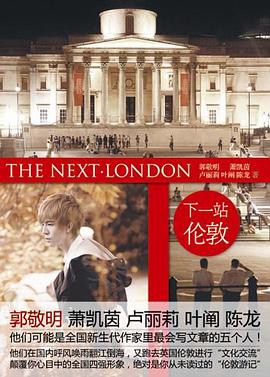 THE NEXT·LONDON
郭敬明 萧凯茵
卢丽莉 叶阐 陈龙 著
下一站
伦敦
郭敬明 萧凯茵 卢丽莉 叶阐 陈龙
他们可能是全国新生代作家里最会写文章的五个人！
他们在国内呼风唤雨翻江倒海，又跑去英国伦敦进行“文化交流”
颠覆你心目中的全国四强形象，绝对是你从未读过的“伦敦游记”